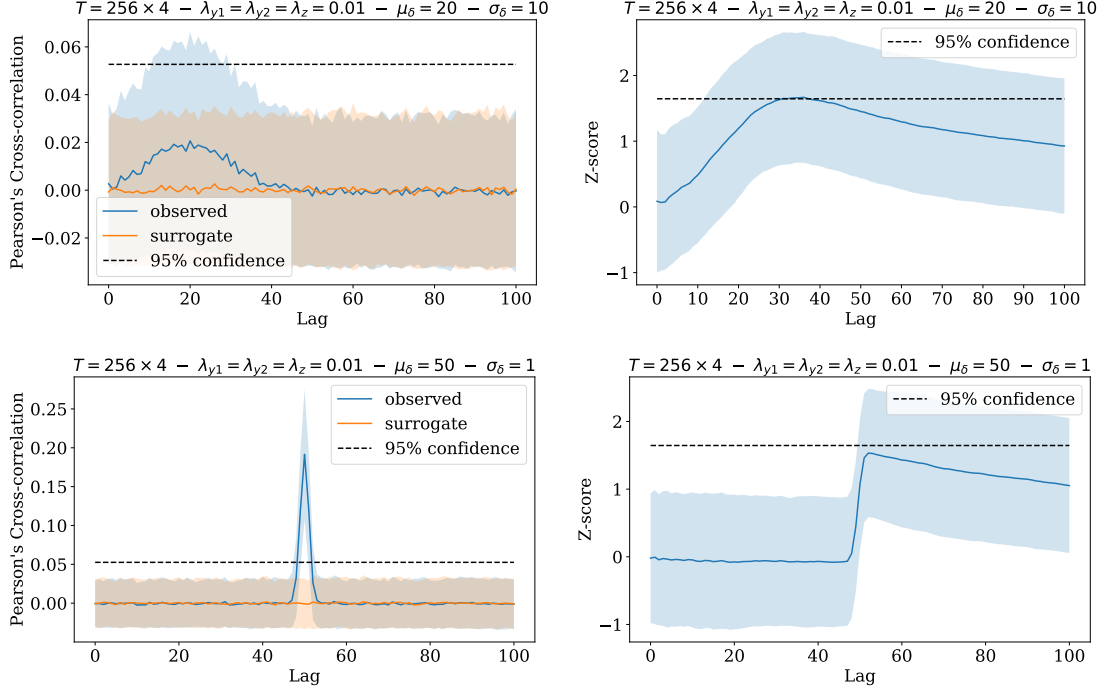 T = 256 × 4 − λy1 = λy2 = λz = 0.01 − μδ = 20 − σδ = 10
Pearson's Cross-correlation
0.06
0.04
0.02
0.00
−0.02
observed
surrogate
95% confidence
0 20 40 60 80 100
Lag
T = 256 × 4 − λy1 = λy2 = λz = 0.01 − μδ = 20 − σδ = 10
Z-score
2
1
0
−1
95% confidence
0 10 20 30 40 50 60 70 80 90 100
Lag
T = 256 × 4 − λy1 = λy2 = λz = 0.01 − μδ = 50 − σδ = 1
Pearson's Cross-correlation
0.25
0.20
0.15
0.10
0.05
0.00
observed
surrogate
95% confidence
0 20 40 60 80 100
Lag
T = 256 × 4 − λy1 = λy2 = λz = 0.01 − μδ = 50 − σδ = 1
Z-score
2
1
0
−1
95% confidence
0 20 40 60 80 100
Lag